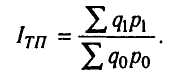 I_{ТП} = \frac{\sum q_1 p_1}{\sum q_0 p_0}.